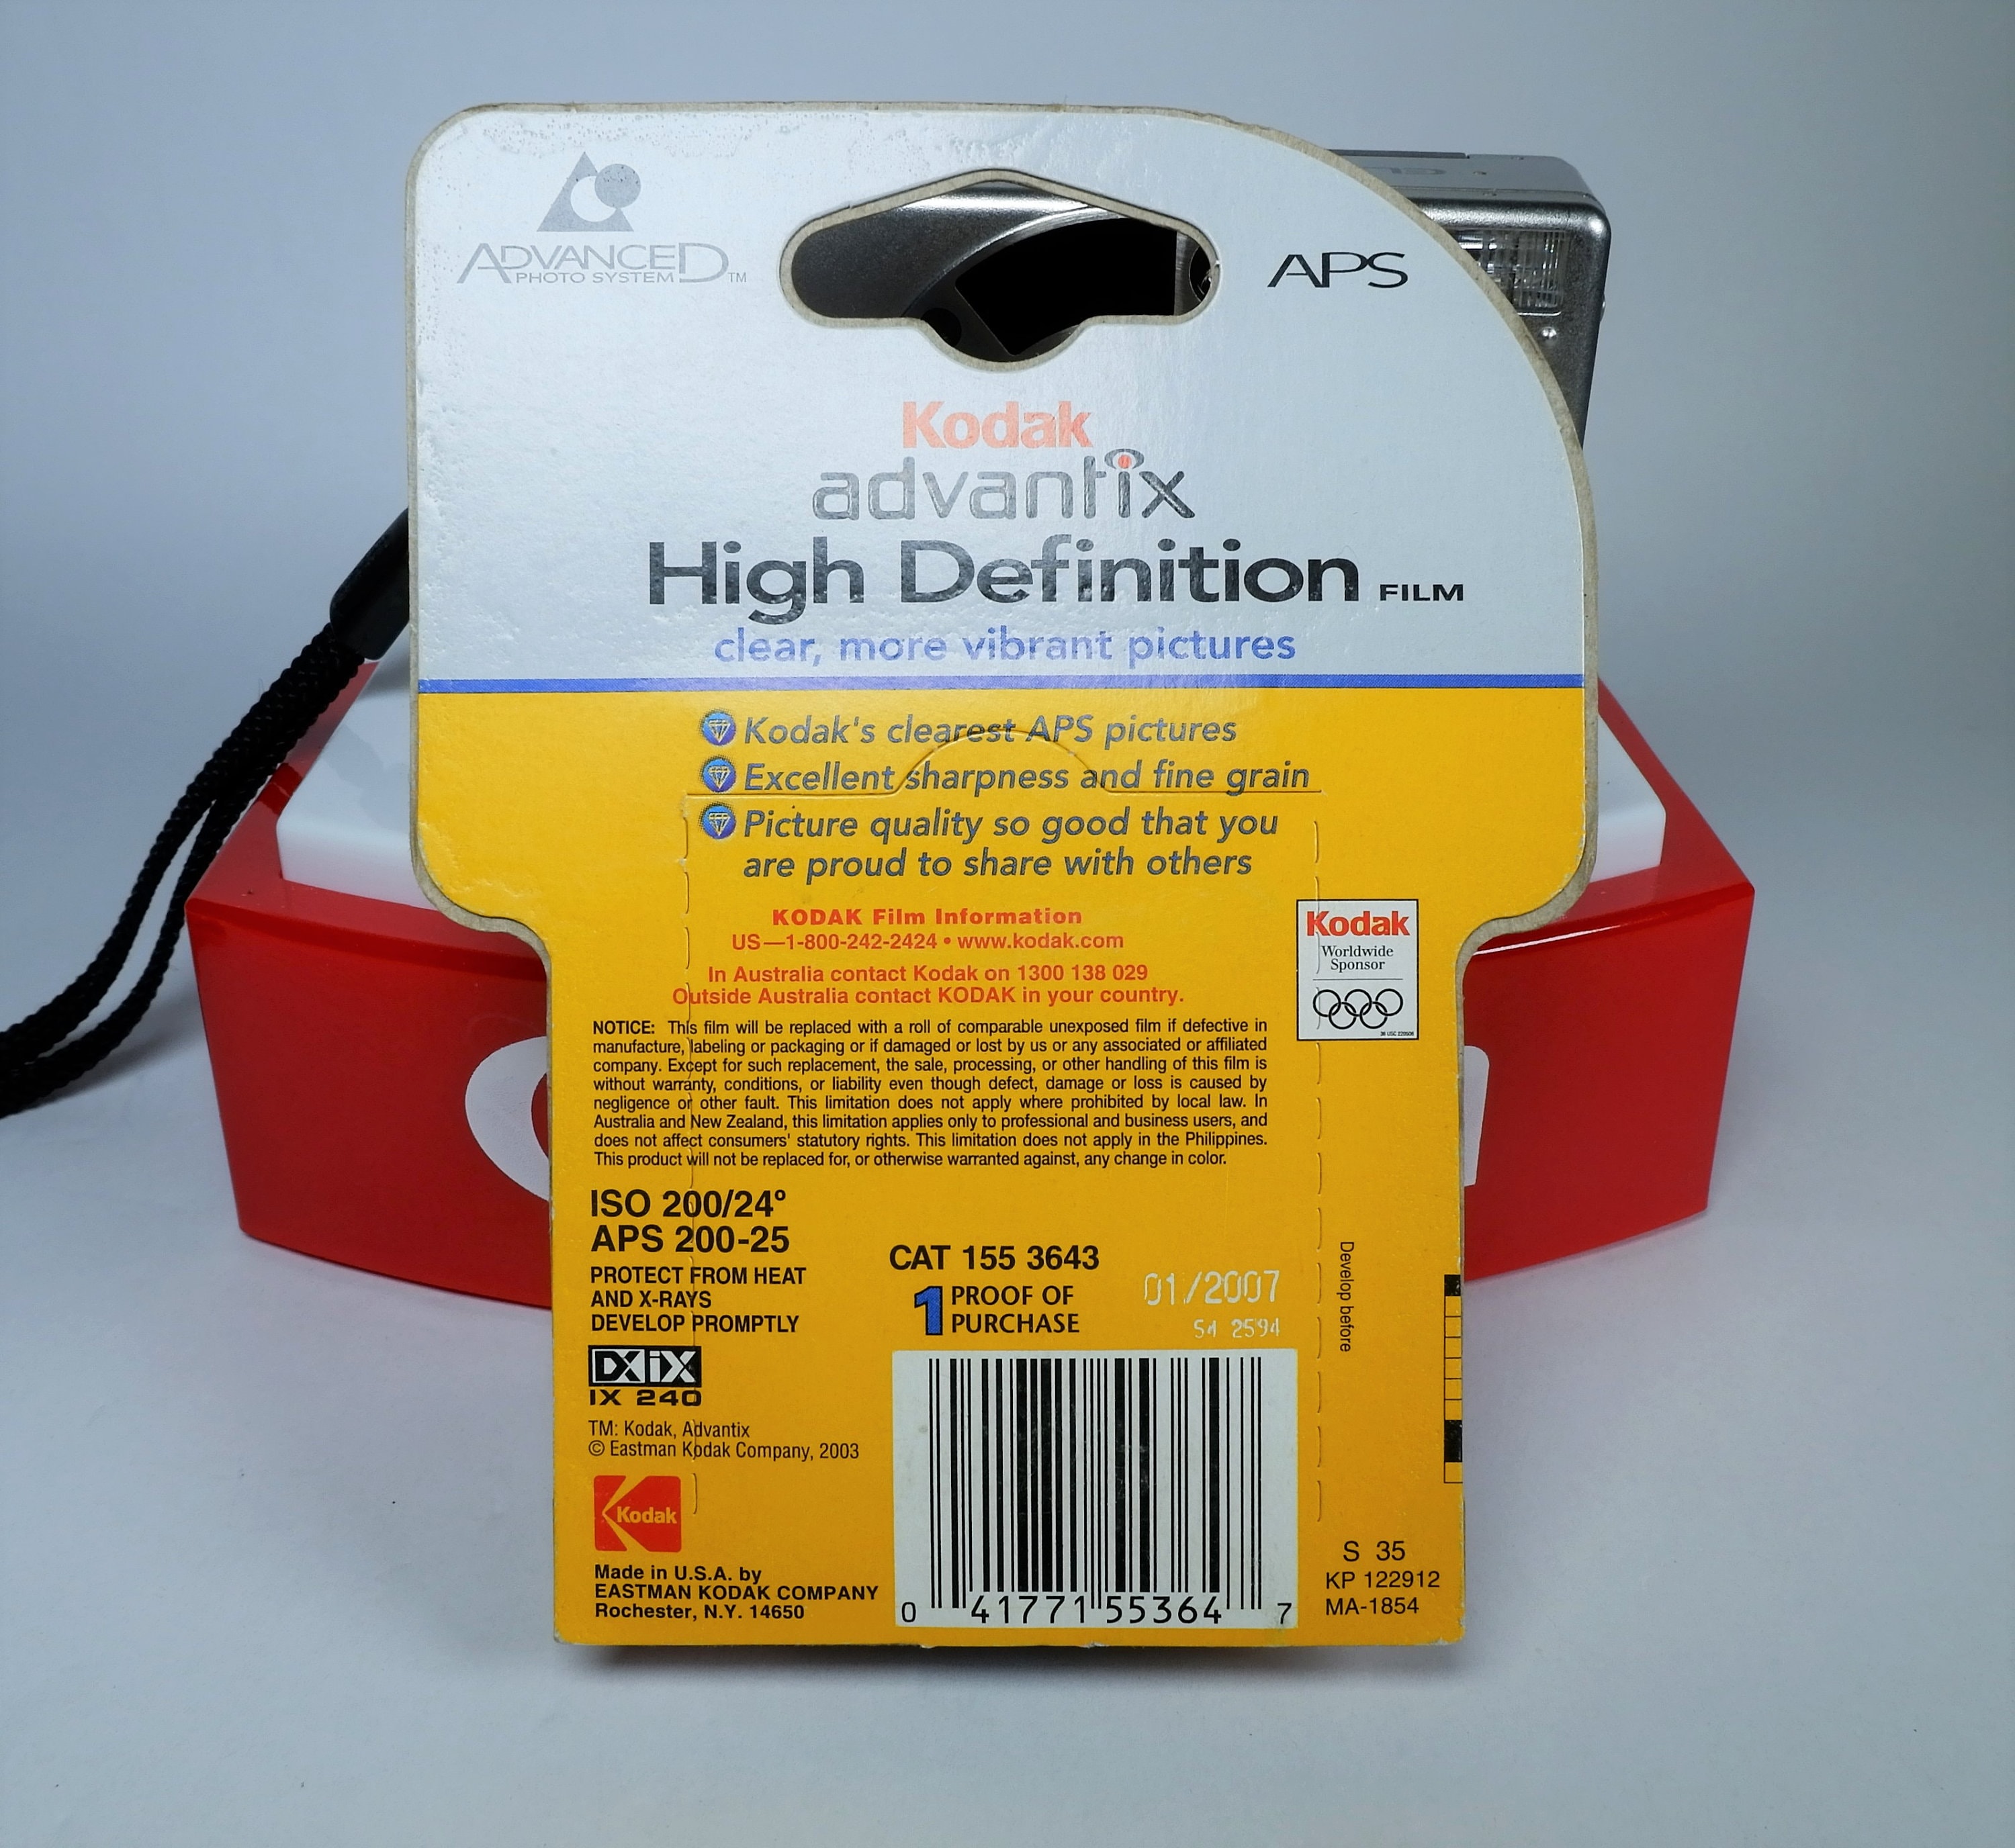 ADVANCED
PHOTO SYSTEM™
APS
Kodak
advantix
High Definition FILM
clear, more vibrant pictures
Kodak's clearest APS pictures
Excellent sharpness and fine grain
Picture quality so good that you
are proud to share with others
KODAK Film Information
US—1-800-242-2424 • www.kodak.com
In Australia contact Kodak on 1300 138 029
Outside Australia contact KODAK in your country.
Kodak
Worldwide
Sponsor
NOTICE: This film will be replaced with a roll of comparable unexposed film if defective in
manufacture, labeling or packaging or if damaged or lost by us or any associated or affiliated
company. Except for such replacement, the sale, processing, or other handling of this film is
without warranty, conditions, or liability even though defect, damage or loss is caused by
negligence or other fault. This limitation does not apply where prohibited by local law. In
Australia and New Zealand, this limitation applies only to professional and business users, and
does not affect consumers' statutory rights. This limitation does not apply in the Philippines.
This product will not be replaced for, or otherwise warranted against, any change in color.
ISO 200/24º
APS 200-25
PROTECT FROM HEAT
AND X-RAYS
DEVELOP PROMPTLY
DX iX
IX 240
TM: Kodak, Advantix
© Eastman Kodak Company, 2003
Kodak
Made in U.S.A. by
EASTMAN KODAK COMPANY
Rochester, N.Y. 14650
CAT 155 3643
1 PROOF OF
PURCHASE
01/2007
54 2594
Develop before
0 41771 55364 7
S 35
KP 122912
MA-1854